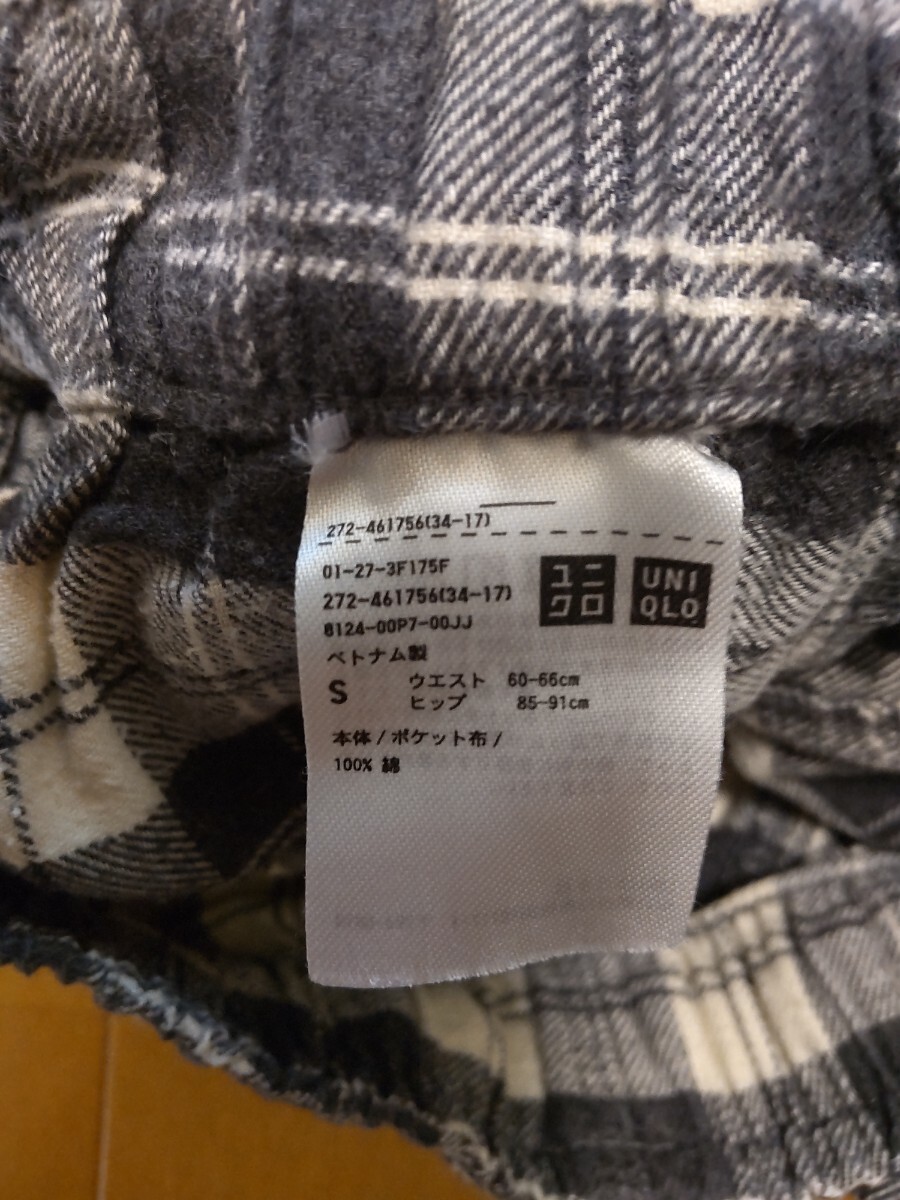 272-461756(34-17)
01-27-3F175F
272-461756(34-17)
8124-00P7-00JJ
ユニ
クロ
UNI
QLO
ベトナム製
S ウエスト 60-66cm
ヒップ 85-91cm
本体/ポケット布/
100% 綿